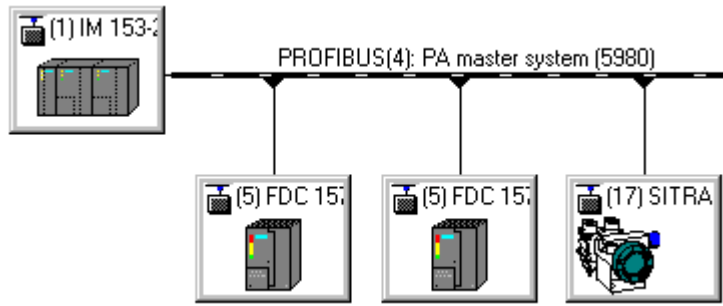 (1) IM 153-2
PROFIBUS(4): PA master system (5980)
(5) FDC 157
(5) FDC 157
(17) SITRA